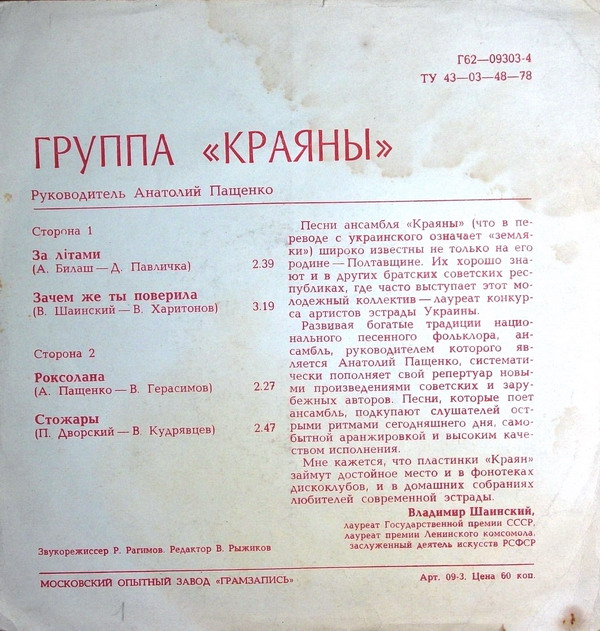 Г62—09303-4
ТУ 43—03—48—78
ГРУППА «КРАЯНЫ»
Руководитель Анатолий Пащенко
Сторона 1
За лiтами
(А. Билаш — Д. Павличка) 2.39
Зачем же ты поверила
(В. Шаинский — В. Харитонов) 3.19
Сторона 2
Роксолана
(А. Пащенко — В. Герасимов) 2.27
Стожары
(П. Дворский — В. Кудрявцев) 2.47
Песни ансамбля «Краяны» (что в пе-
реводе с украинского означает «земля-
ки») широко известны не только на его
родине — Полтавщине. Их хорошо зна-
ют и в других братских советских рес-
публиках, где часто выступает этот мо-
лодежный коллектив — лауреат конкур-
са артистов эстрады Украины.
Развивая богатые традиции нацио-
нального песенного фольклора, ан-
самбль, руководителем которого яв-
ляется Анатолий Пащенко, системати-
чески пополняет свой репертуар новы-
ми произведениями советских и зару-
бежных авторов. Песни, которые поет
ансамбль, подкупают слушателей ост-
рыми ритмами сегодняшнего дня, само-
бытной аранжировкой и высоким каче-
ством исполнения.
Мне кажется, что пластинки «Краян»
займут достойное место и в фонотеках
дискоклубов, и в домашних собраниях
любителей современной эстрады.
Владимир Шаинский,
лауреат Государственной премии СССР,
лауреат премии Ленинского комсомола,
заслуженный деятель искусств РСФСР
Звукорежиссер Р. Рагимов. Редактор В. Рыжиков
МОСКОВСКИЙ ОПЫТНЫЙ ЗАВОД «ГРАМЗАПИСЬ»
Арт. 09-3. Цена 60 коп.
1